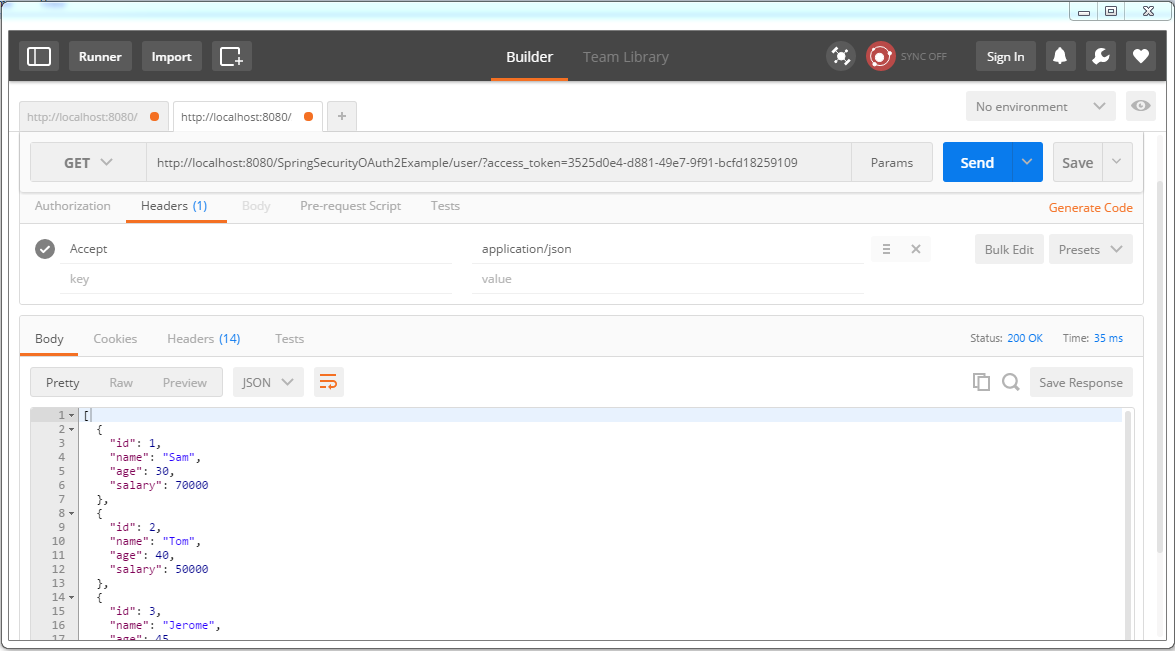 Runner Import Builder Team Library SYNC OFF Sign In
http://localhost:8080/ http://localhost:8080/ + No environment
GET http://localhost:8080/SpringSecurityOAuth2Example/user/?access_token=3525d0e4-d881-49e7-9f91-bcfd18259109 Params Send Save
Authorization Headers (1) Body Pre-request Script Tests Generate Code
Accept application/json Bulk Edit Presets
key value
Body Cookies Headers (14) Tests Status: 200 OK Time: 35 ms
Pretty Raw Preview JSON Save Response
1 [
2 {
3 "id": 1,
4 "name": "Sam",
5 "age": 30,
6 "salary": 70000
7 },
8 {
9 "id": 2,
10 "name": "Tom",
11 "age": 40,
12 "salary": 50000
13 },
14 {
15 "id": 3,
16 "name": "Jerome",
17 "age": 45